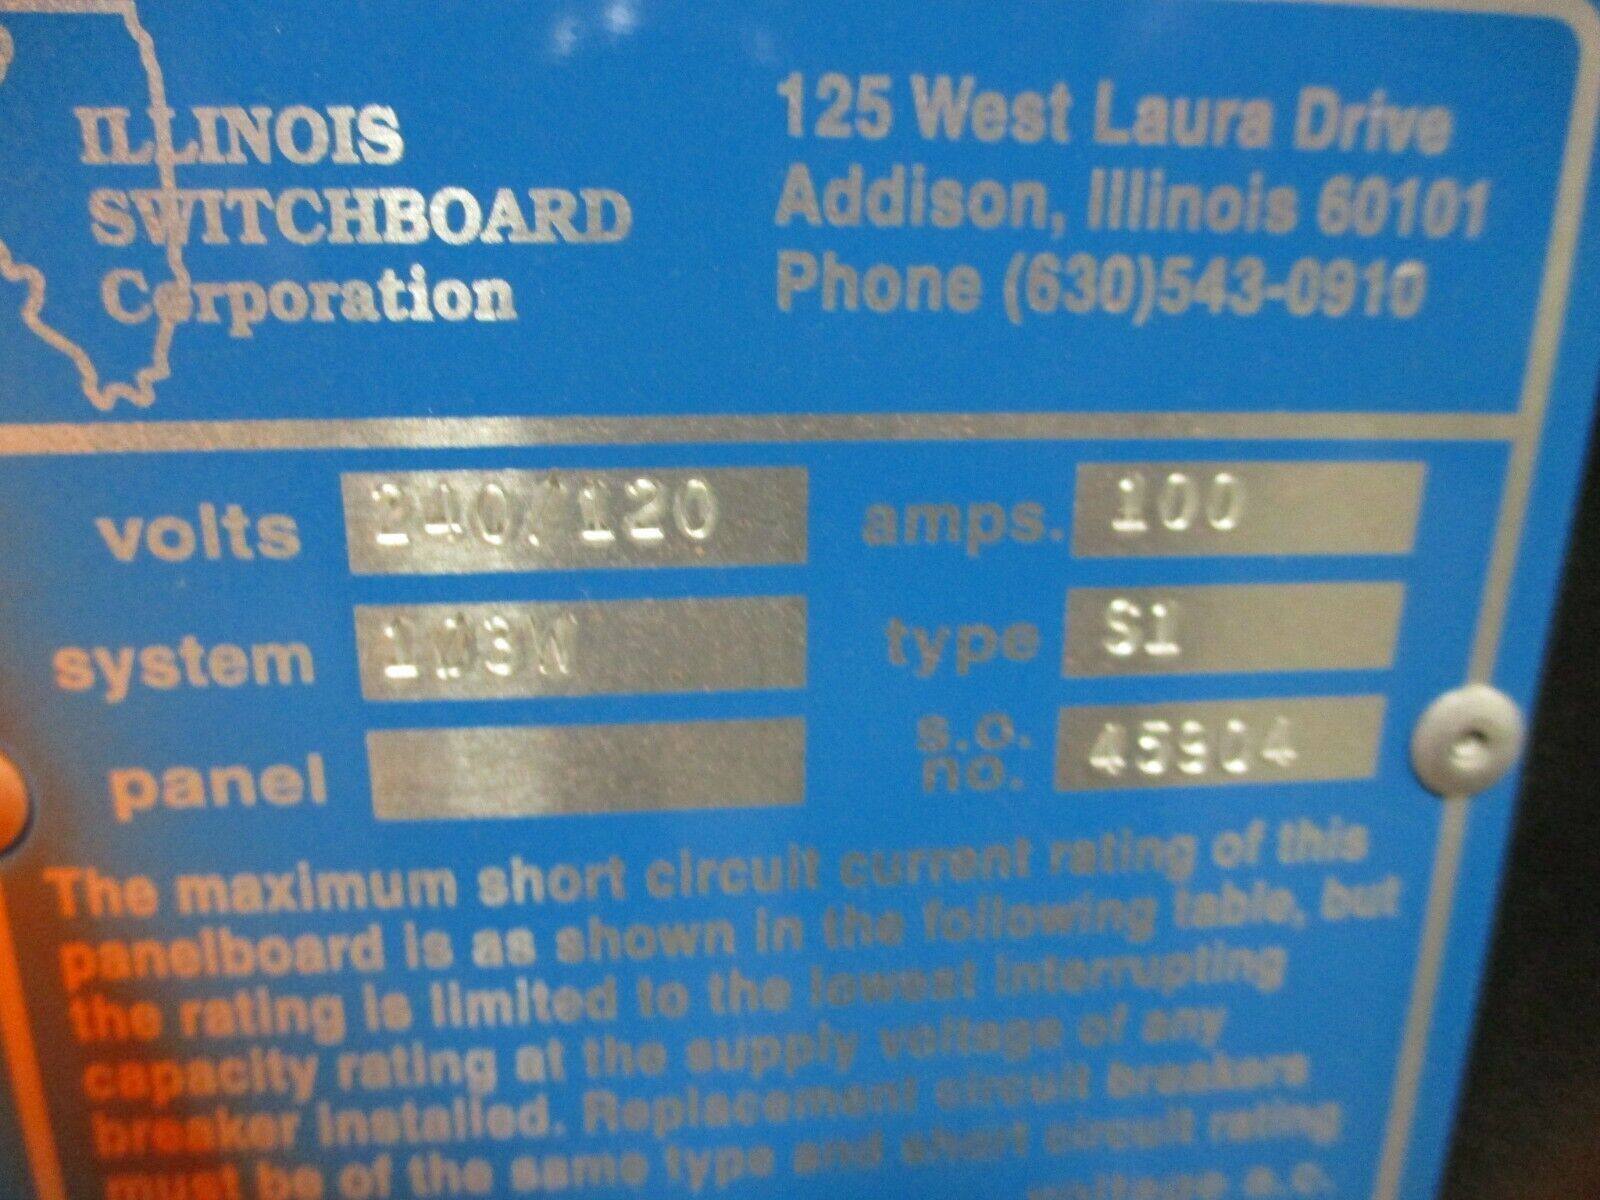 ILLINOIS
SWITCHBOARD
Corporation
125 West Laura Drive
Addison, Illinois 60101
Phone (630)543-0910
volts 240/120 amps. 100
system 1Ø3W type S1
panel s.o. no. 45904
The maximum short circuit current rating of this
panelboard is as shown in the following table, but
the rating is limited to the lowest interrupting
capacity rating at the supply voltage of any
breaker installed. Replacement circuit breakers
must be of the same type and short circuit rating
voltage a.c.